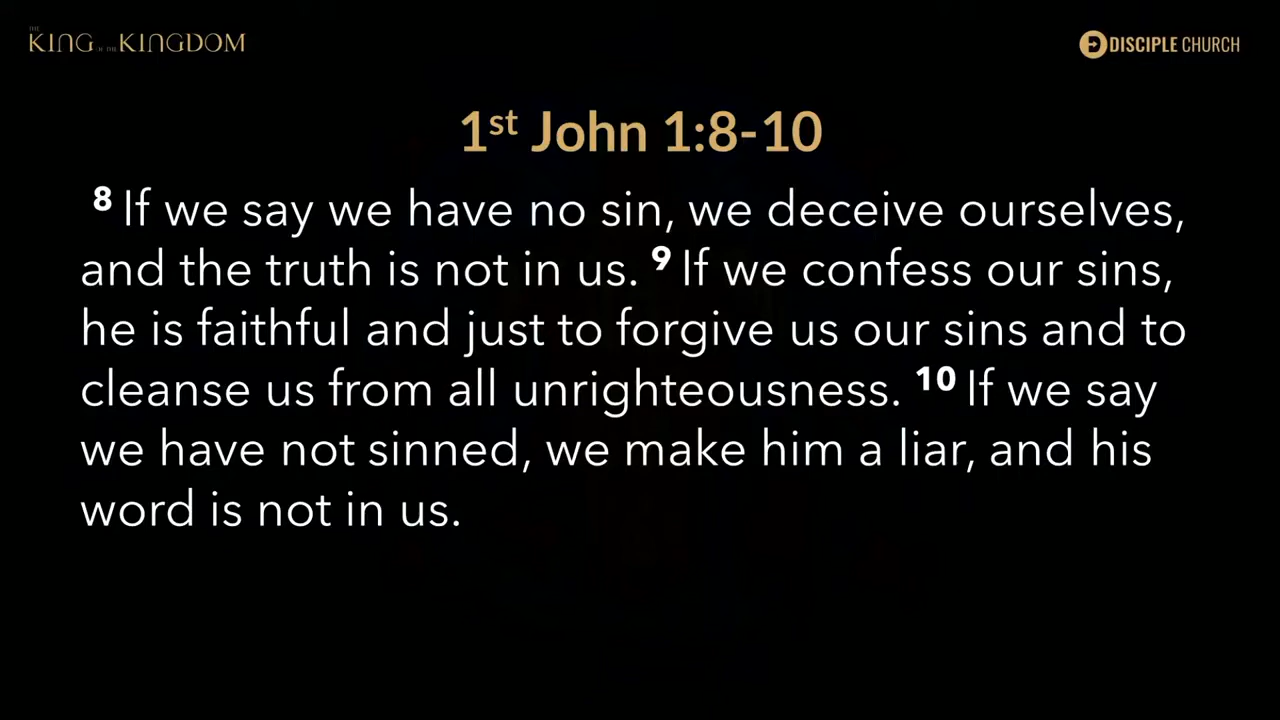 THE
KING OF THE KINGDOM
DISCIPLE CHURCH
1st John 1:8-10
8 If we say we have no sin, we deceive ourselves,
and the truth is not in us. 9 If we confess our sins,
he is faithful and just to forgive us our sins and to
cleanse us from all unrighteousness. 10 If we say
we have not sinned, we make him a liar, and his
word is not in us.